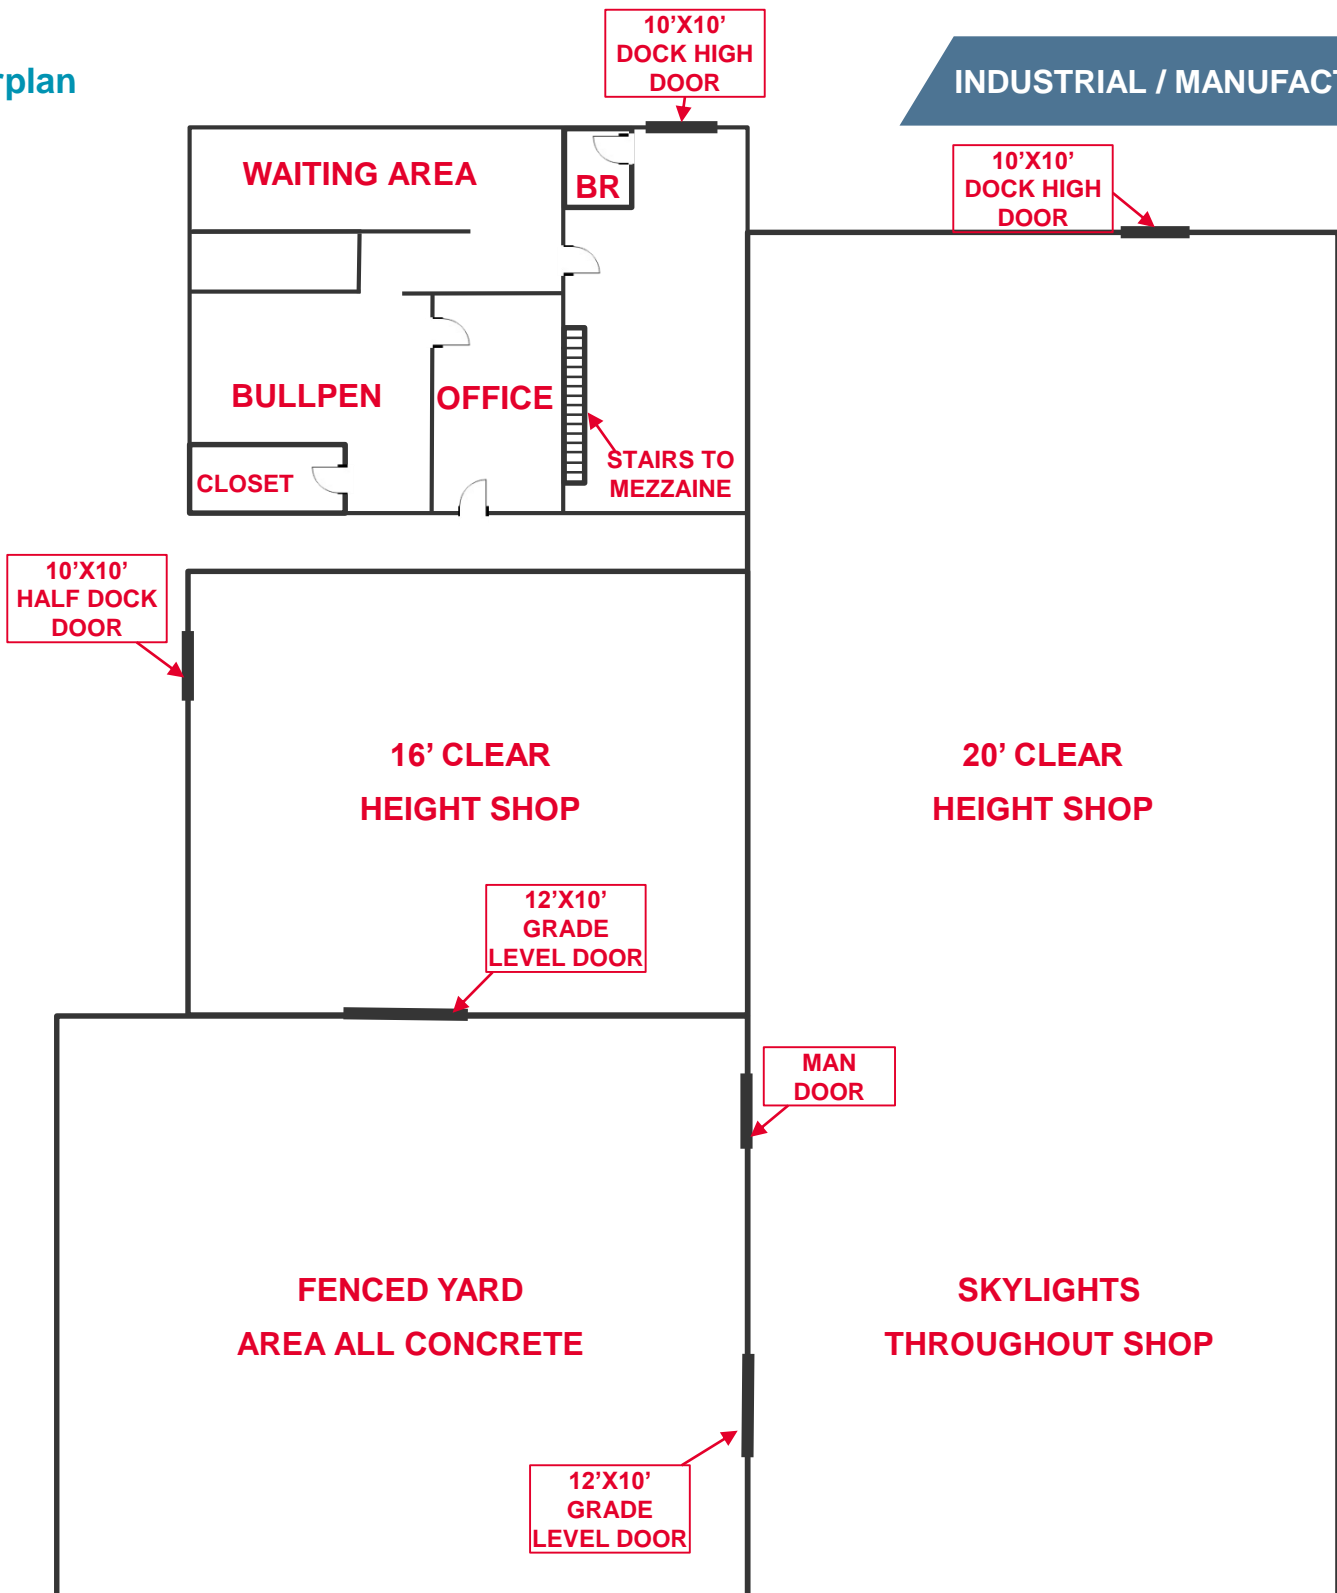 rplan
INDUSTRIAL / MANUFACT
10’X10’
DOCK HIGH
DOOR
10’X10’
DOCK HIGH
DOOR
WAITING AREA
BR
BULLPEN
OFFICE
CLOSET
STAIRS TO
MEZZAINE
10’X10’
HALF DOCK
DOOR
16’ CLEAR
HEIGHT SHOP
20’ CLEAR
HEIGHT SHOP
12’X10’
GRADE
LEVEL DOOR
MAN
DOOR
FENCED YARD
AREA ALL CONCRETE
SKYLIGHTS
THROUGHOUT SHOP
12’X10’
GRADE
LEVEL DOOR